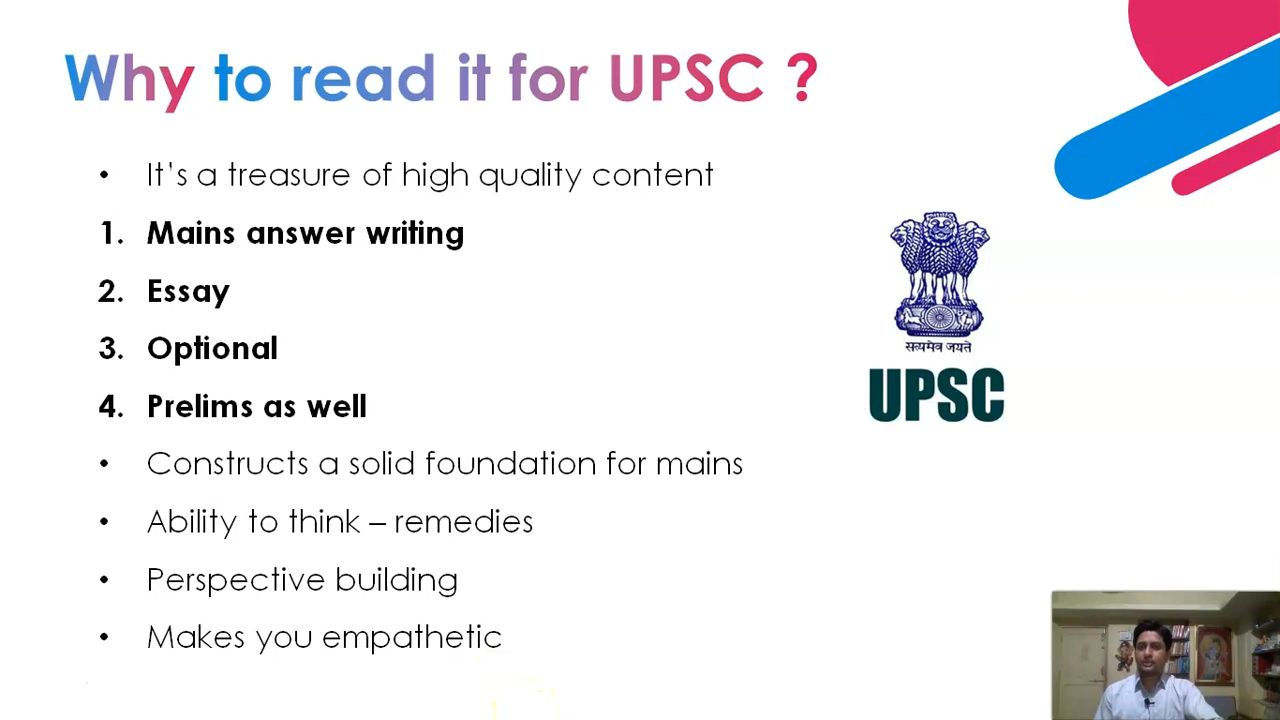 Why to read it for UPSC ?
• It's a treasure of high quality content
1. Mains answer writing
2. Essay
3. Optional
4. Prelims as well
• Constructs a solid foundation for mains
• Ability to think – remedies
• Perspective building
• Makes you empathetic
सत्यमेव जयते
UPSC